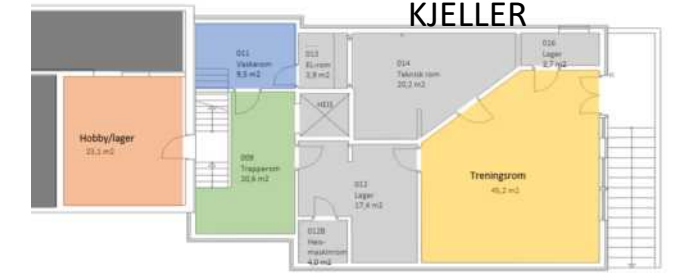 KJELLER
011
Vaskerom
9,5 m2
013
EL-rom
3,9 m2
014
Teknisk rom
20,2 m2
016
Lager
3,7 m2
HEIS
Hobby/lager
23,1 m2
009
Trapperom
20,6 m2
012
Lager
17,4 m2
Treningsrom
45,2 m2
012B
Heis-
maskinrom
4,0 m2